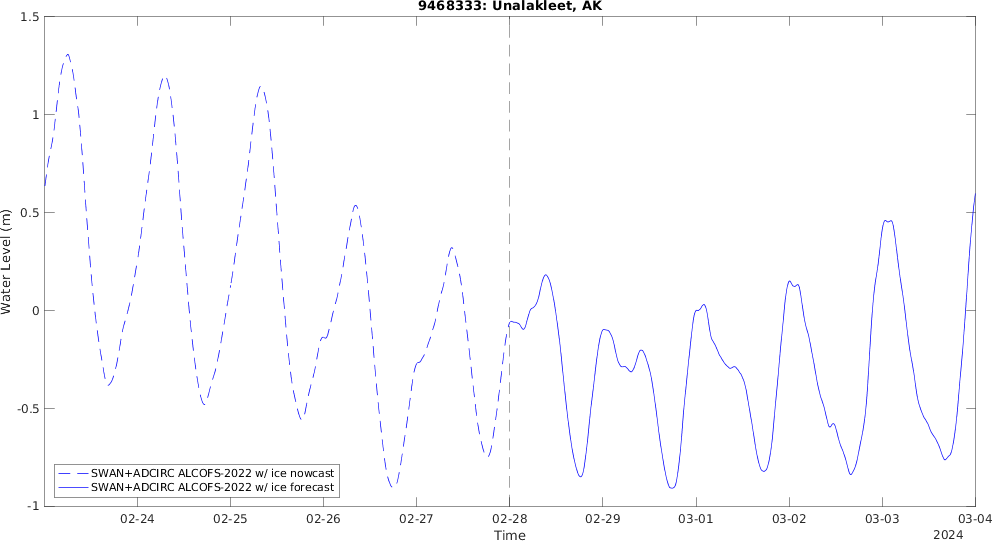 9468333: Unalakleet, AK
1.5
1
0.5
0
-0.5
-1
Water Level (m)
SWAN+ADCIRC ALCOFS-2022 w/ ice nowcast
SWAN+ADCIRC ALCOFS-2022 w/ ice forecast
02-24 02-25 02-26 02-27 02-28 02-29 03-01 03-02 03-03 03-04
Time
2024